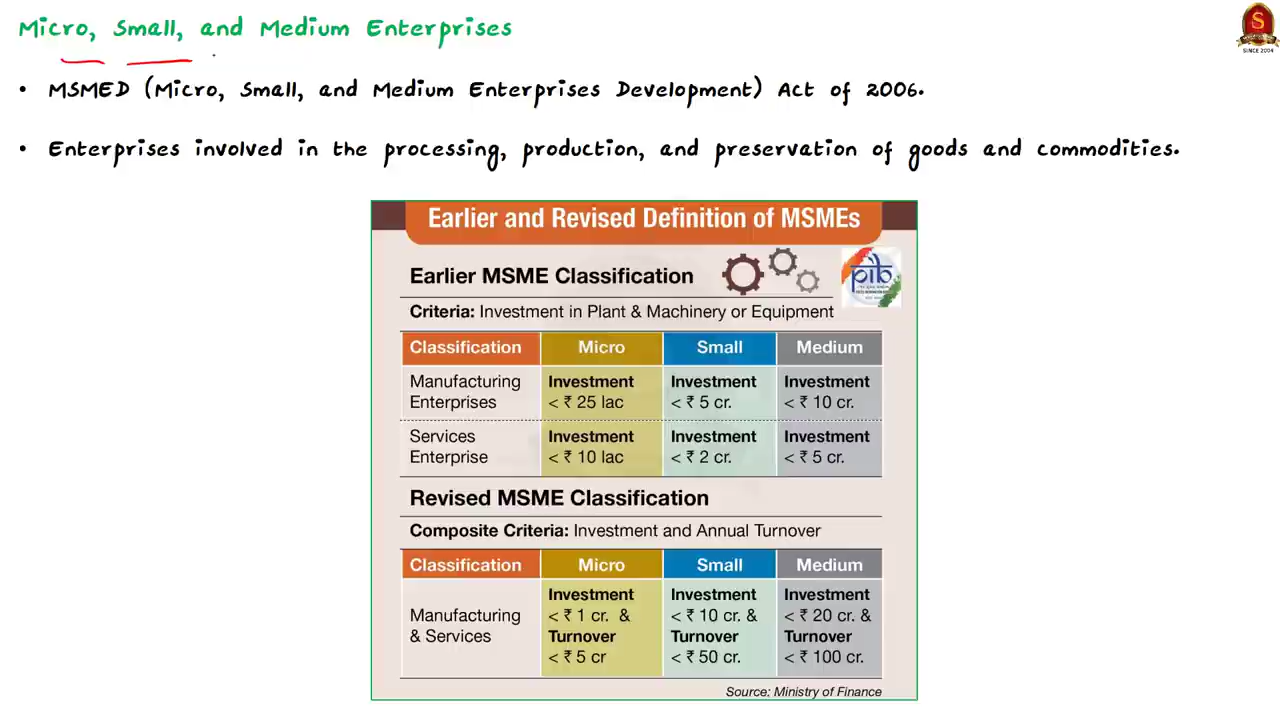 Micro, Small, and Medium Enterprises
S
SINCE 2004
• MSMED (Micro, Small, and Medium Enterprises Development) Act of 2006.
• Enterprises involved in the processing, production, and preservation of goods and commodities.
Earlier and Revised Definition of MSMEs
Earlier MSME Classification
पीआईबी
Criteria: Investment in Plant & Machinery or Equipment
Classification Micro Small Medium
Manufacturing Enterprises
Investment < ₹ 25 lac
Investment < ₹ 5 cr.
Investment < ₹ 10 cr.
Services Enterprise
Investment < ₹ 10 lac
Investment < ₹ 2 cr.
Investment < ₹ 5 cr.
Revised MSME Classification
Composite Criteria: Investment and Annual Turnover
Classification Micro Small Medium
Manufacturing & Services
Investment < ₹ 1 cr. & Turnover < ₹ 5 cr
Investment < ₹ 10 cr. & Turnover < ₹ 50 cr.
Investment < ₹ 20 cr. & Turnover < ₹ 100 cr.
Source: Ministry of Finance